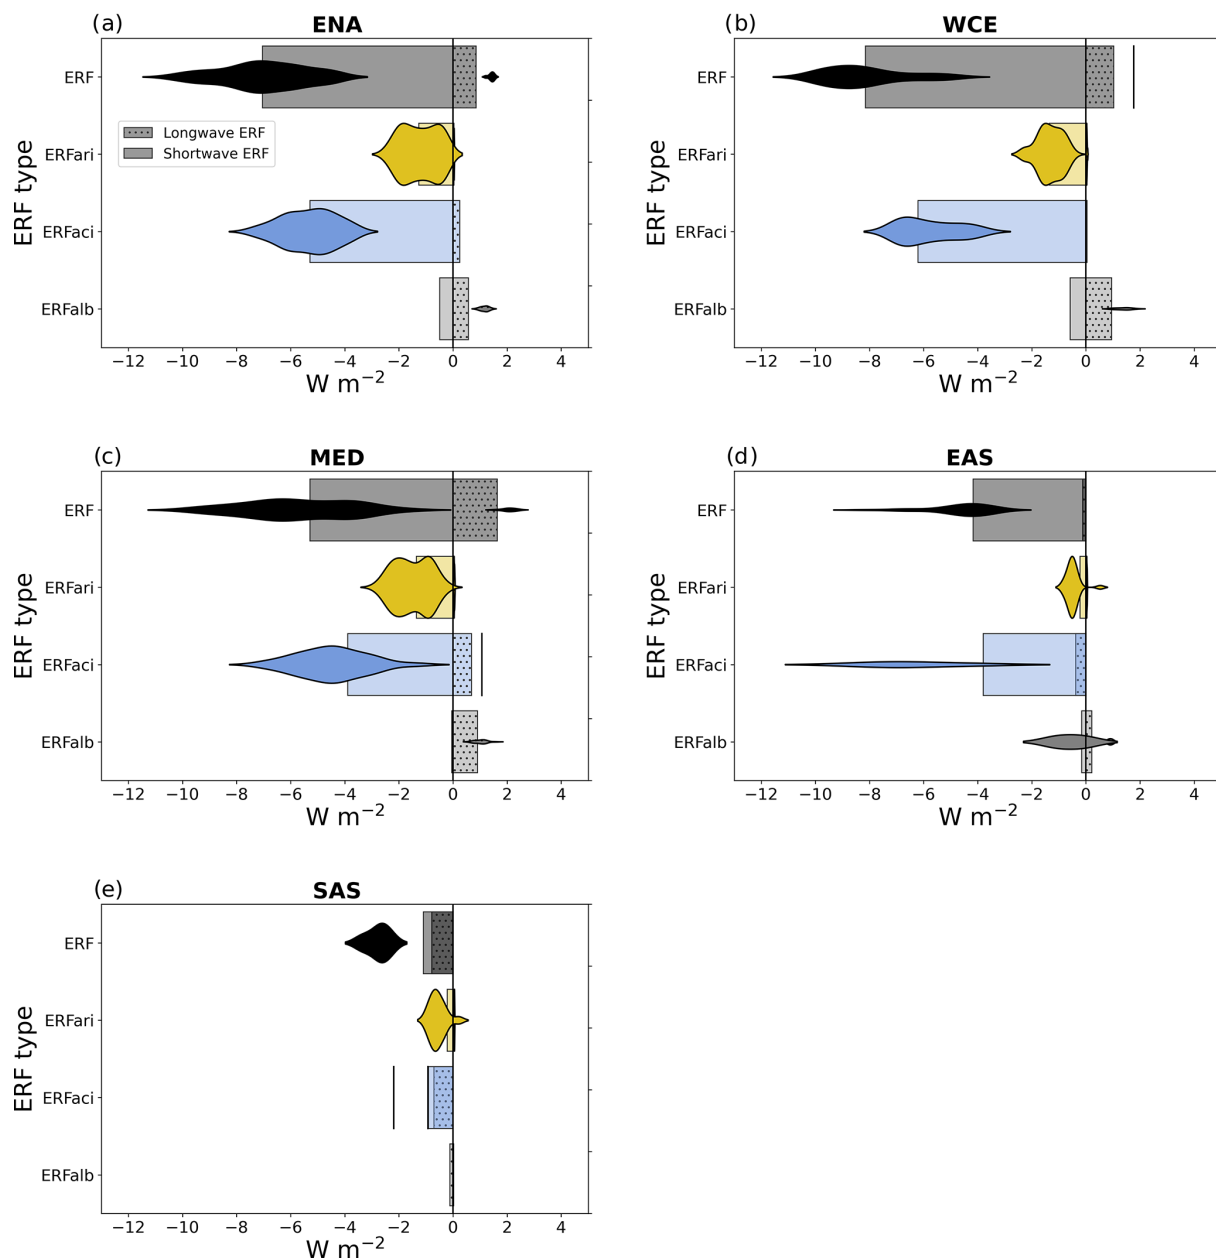 (a) ENA
ERF
Longwave ERF
Shortwave ERF
ERFari
ERFaci
ERFalb
ERF type
−12 −10 −8 −6 −4 −2 0 2 4
W m⁻²
(b) WCE
ERF
ERFari
ERFaci
ERFalb
ERF type
−12 −10 −8 −6 −4 −2 0 2 4
W m⁻²
(c) MED
ERF
ERFari
ERFaci
ERFalb
ERF type
−12 −10 −8 −6 −4 −2 0 2 4
W m⁻²
(d) EAS
ERF
ERFari
ERFaci
ERFalb
ERF type
−12 −10 −8 −6 −4 −2 0 2 4
W m⁻²
(e) SAS
ERF
ERFari
ERFaci
ERFalb
ERF type
−12 −10 −8 −6 −4 −2 0 2 4
W m⁻²